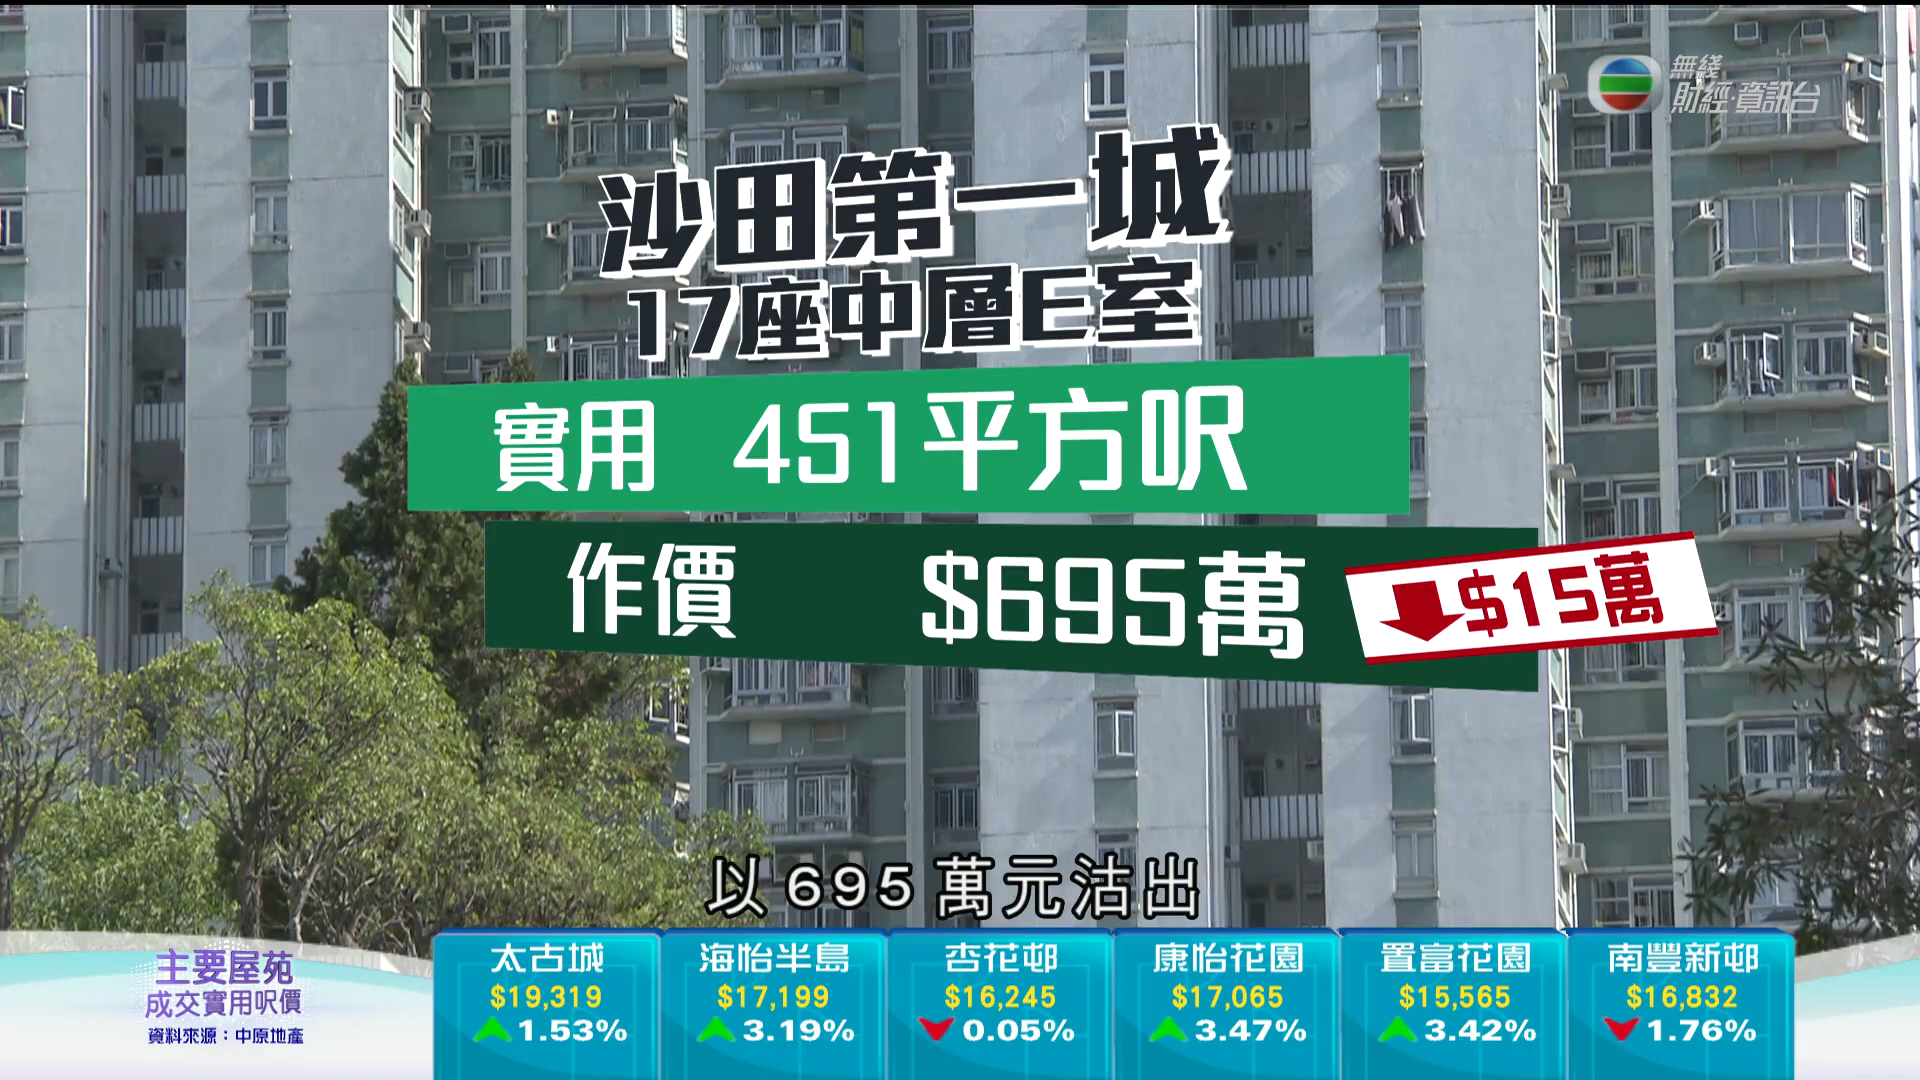 無綫
財經·資訊台
沙田第一城
17座中層E室
實用 451平方呎
作價 $695萬
$15萬
以695萬元沽出
主要屋苑
成交實用呎價
資料來源：中原地產
太古城
$19,319
1.53%
海怡半島
$17,199
3.19%
杏花邨
$16,245
0.05%
康怡花園
$17,065
3.47%
置富花園
$15,565
3.42%
南豐新邨
$16,832
1.76%